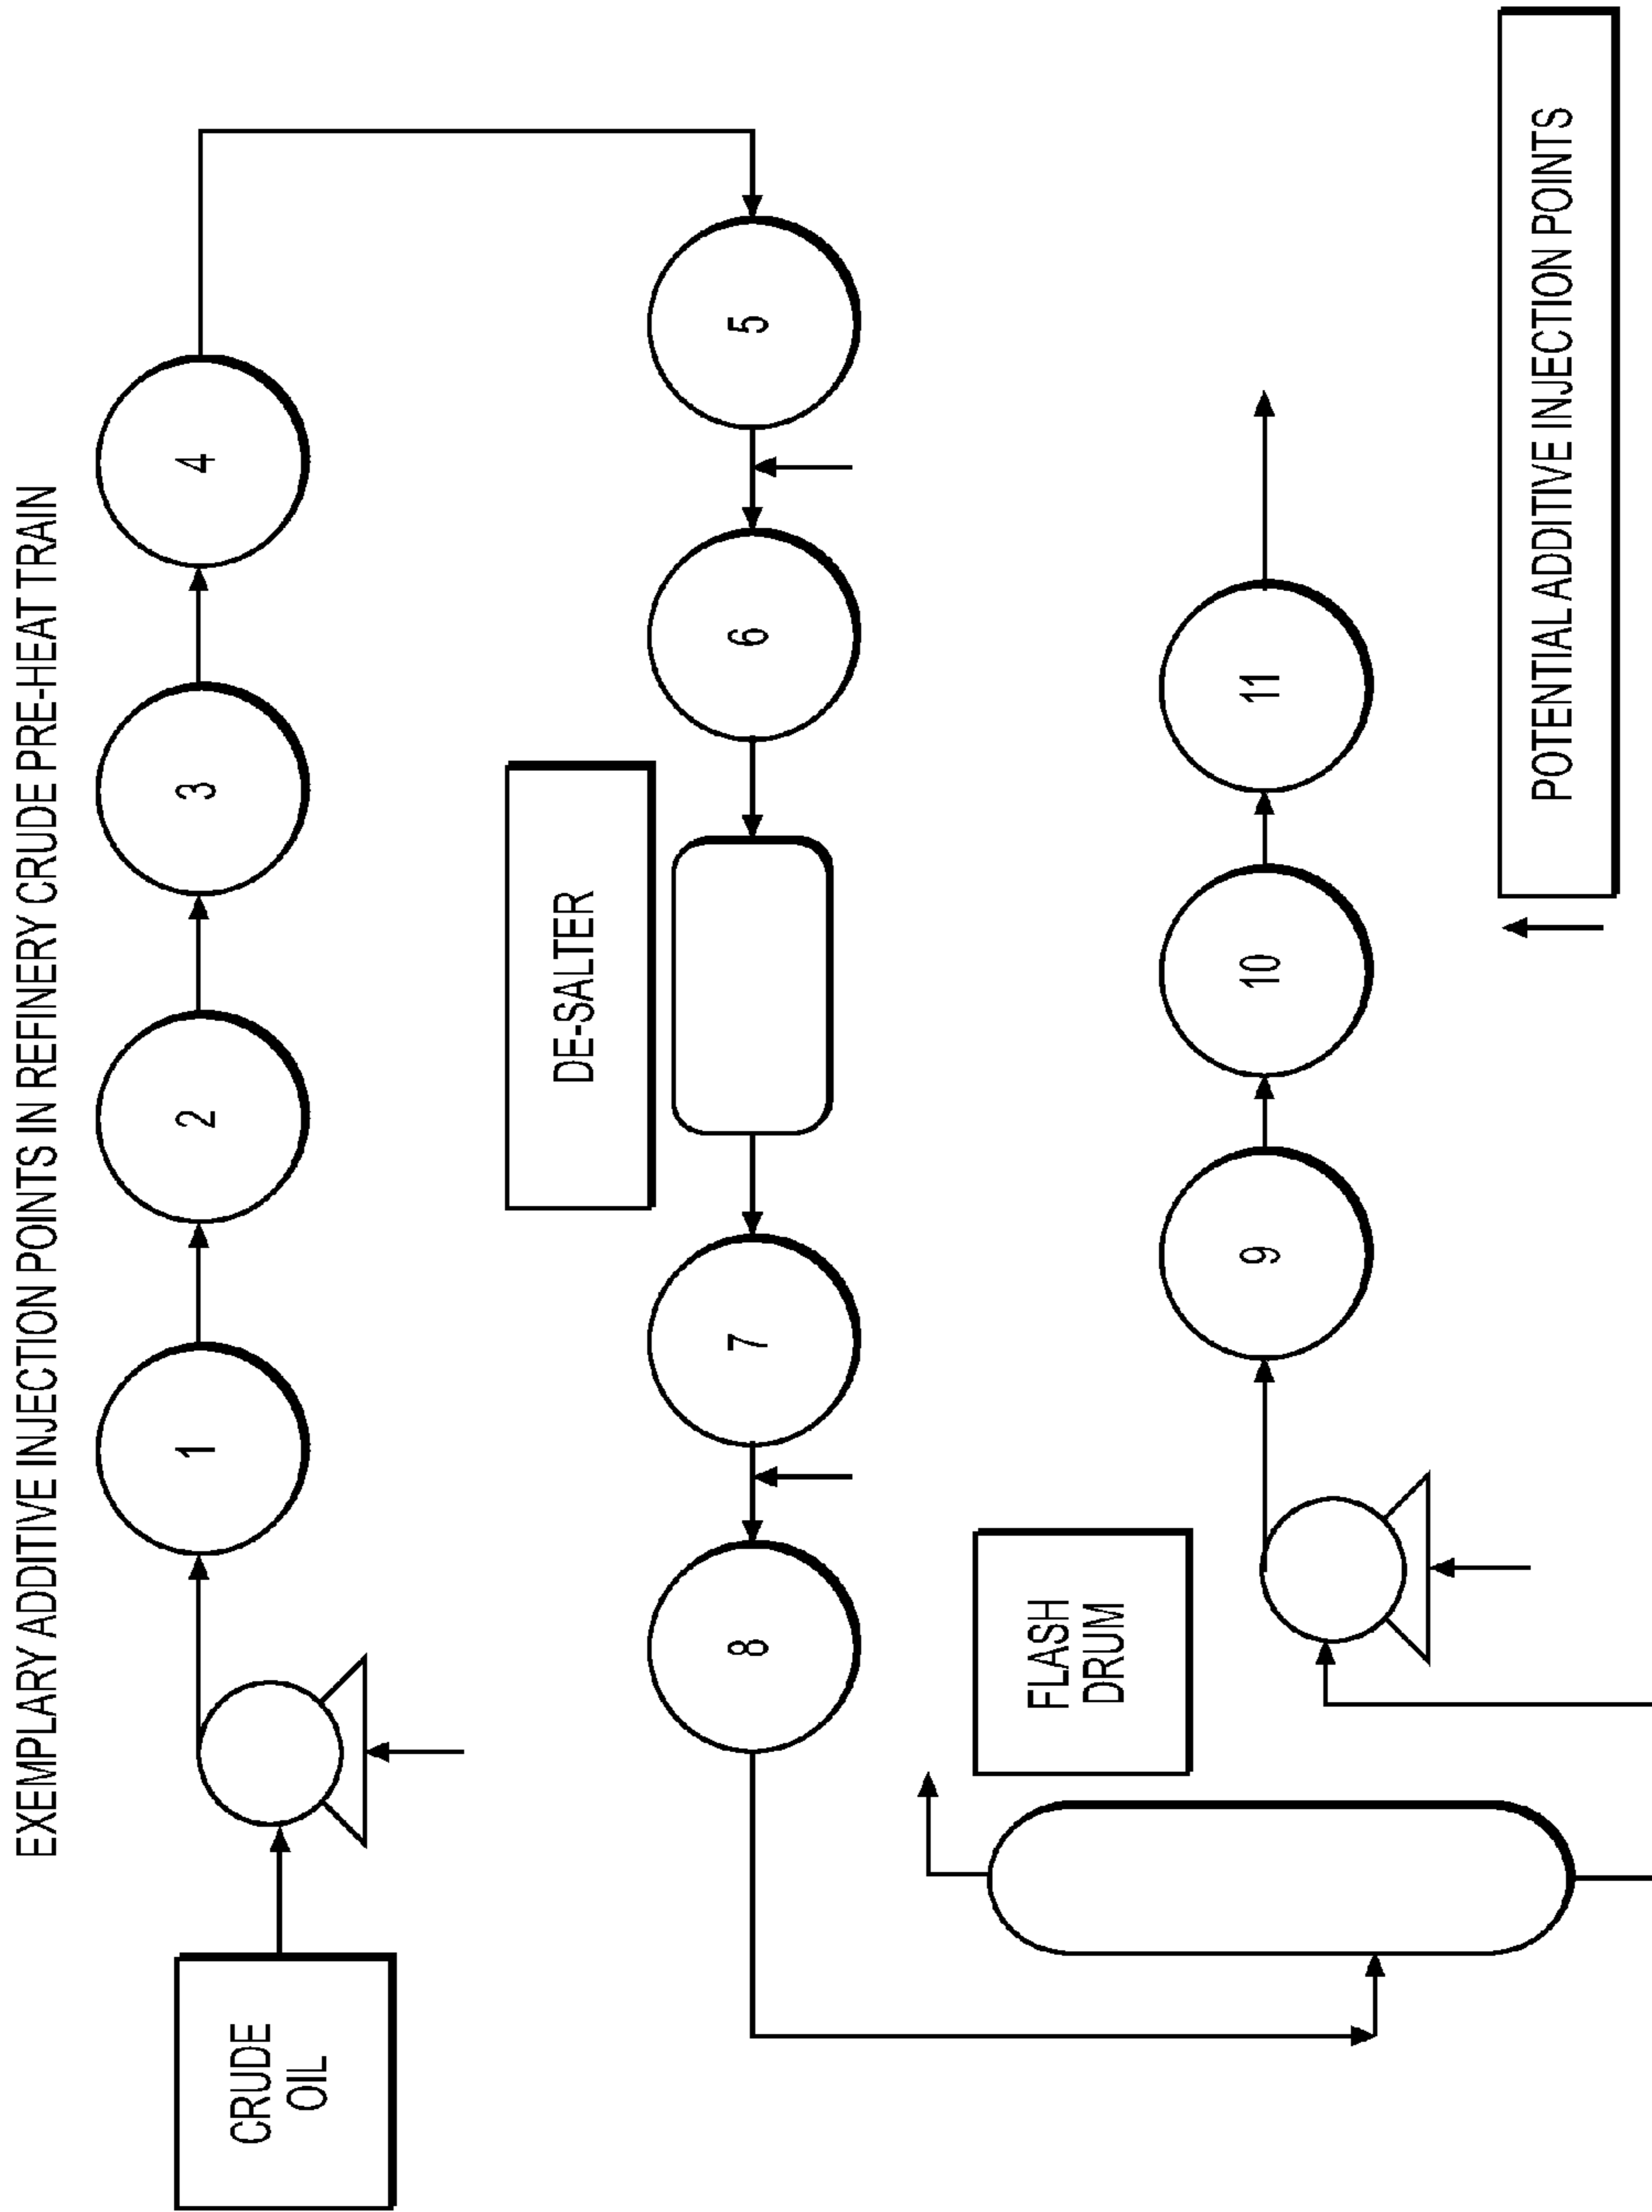 EXEMPLARY ADDITIVE INJECTION POINTS IN REFINERY CRUDE PRE-HEAT TRAIN
CRUDE
OIL
1
2
3
4
DE-SALTER
8
7
6
5
FLASH
DRUM
9
10
11
POTENTIAL ADDITIVE INJECTION POINTS